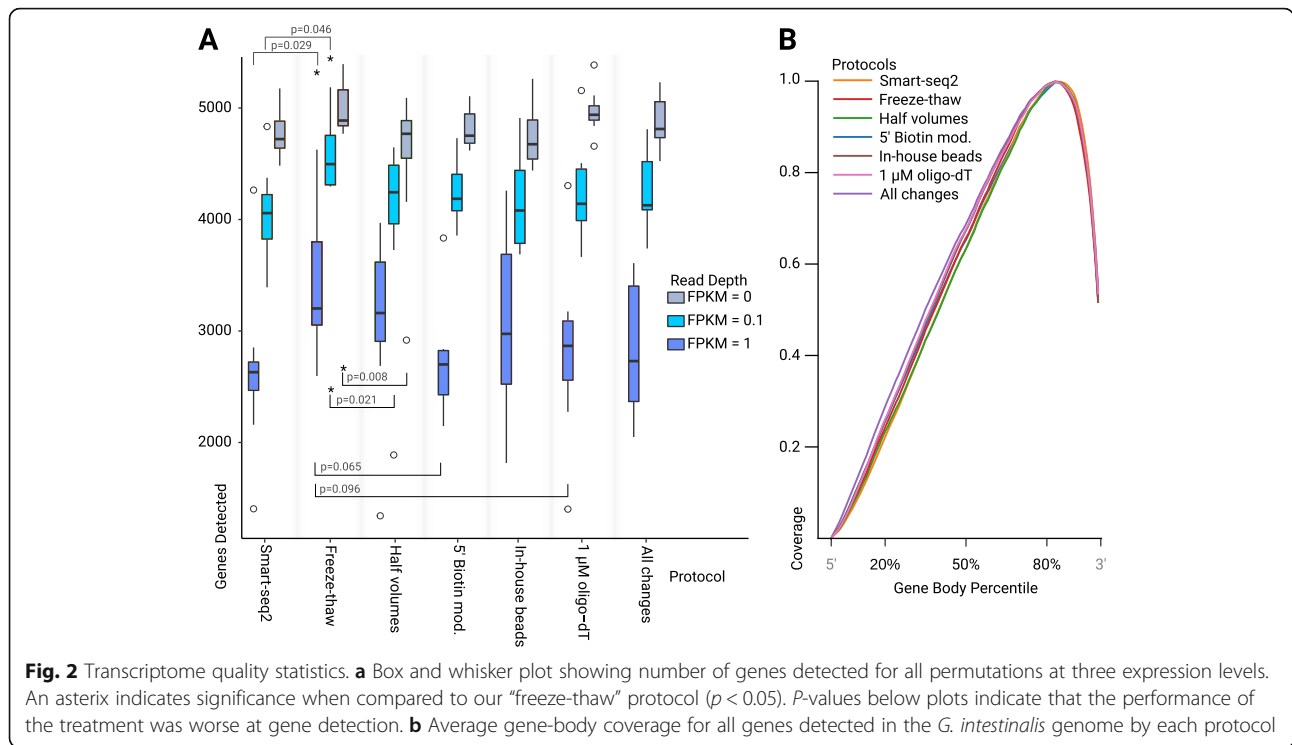 A
p=0.046
p=0.029
* *
5000
4000
3000
2000
Genes Detected
*
p=0.008
*
p=0.021
p=0.065
p=0.096
Read Depth
FPKM = 0
FPKM = 0.1
FPKM = 1
Smart-seq2
Freeze-thaw
Half volumes
5' Biotin mod.
In-house beads
1 µM oligo-dT
All changes
Protocol
B
Protocols
Smart-seq2
Freeze-thaw
Half volumes
5' Biotin mod.
In-house beads
1 µM oligo-dT
All changes
1.0
0.8
0.6
0.4
0.2
Coverage
5' 20% 50% 80% 3'
Gene Body Percentile
Fig. 2 Transcriptome quality statistics. a Box and whisker plot showing number of genes detected for all permutations at three expression levels.
An asterix indicates significance when compared to our “freeze-thaw” protocol (p < 0.05). P-values below plots indicate that the performance of
the treatment was worse at gene detection. b Average gene-body coverage for all genes detected in the G. intestinalis genome by each protocol